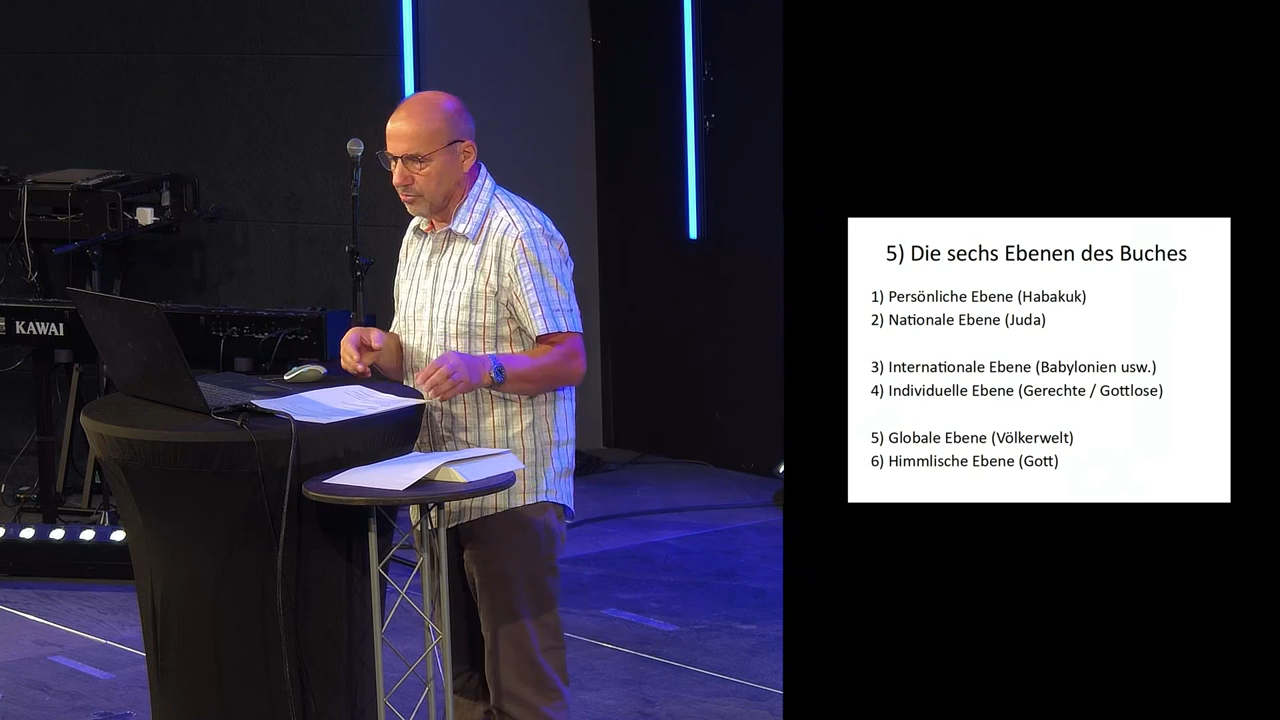 KAWAI
5) Die sechs Ebenen des Buches
1) Persönliche Ebene (Habakuk)
2) Nationale Ebene (Juda)
3) Internationale Ebene (Babylonien usw.)
4) Individuelle Ebene (Gerechte / Gottlose)
5) Globale Ebene (Völkerwelt)
6) Himmlische Ebene (Gott)